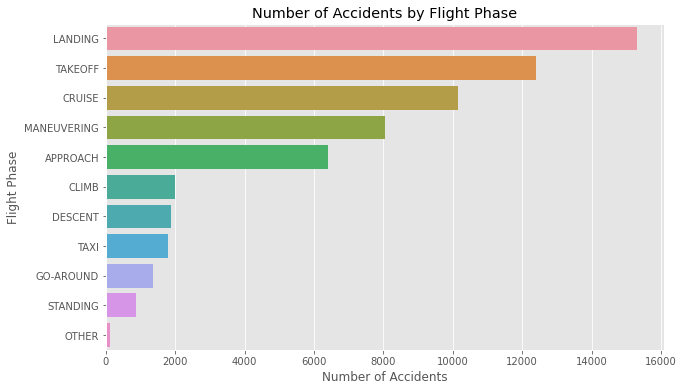 Number of Accidents by Flight Phase
Flight Phase
LANDING
TAKEOFF
CRUISE
MANEUVERING
APPROACH
CLIMB
DESCENT
TAXI
GO-AROUND
STANDING
OTHER
0 2000 4000 6000 8000 10000 12000 14000 16000
Number of Accidents